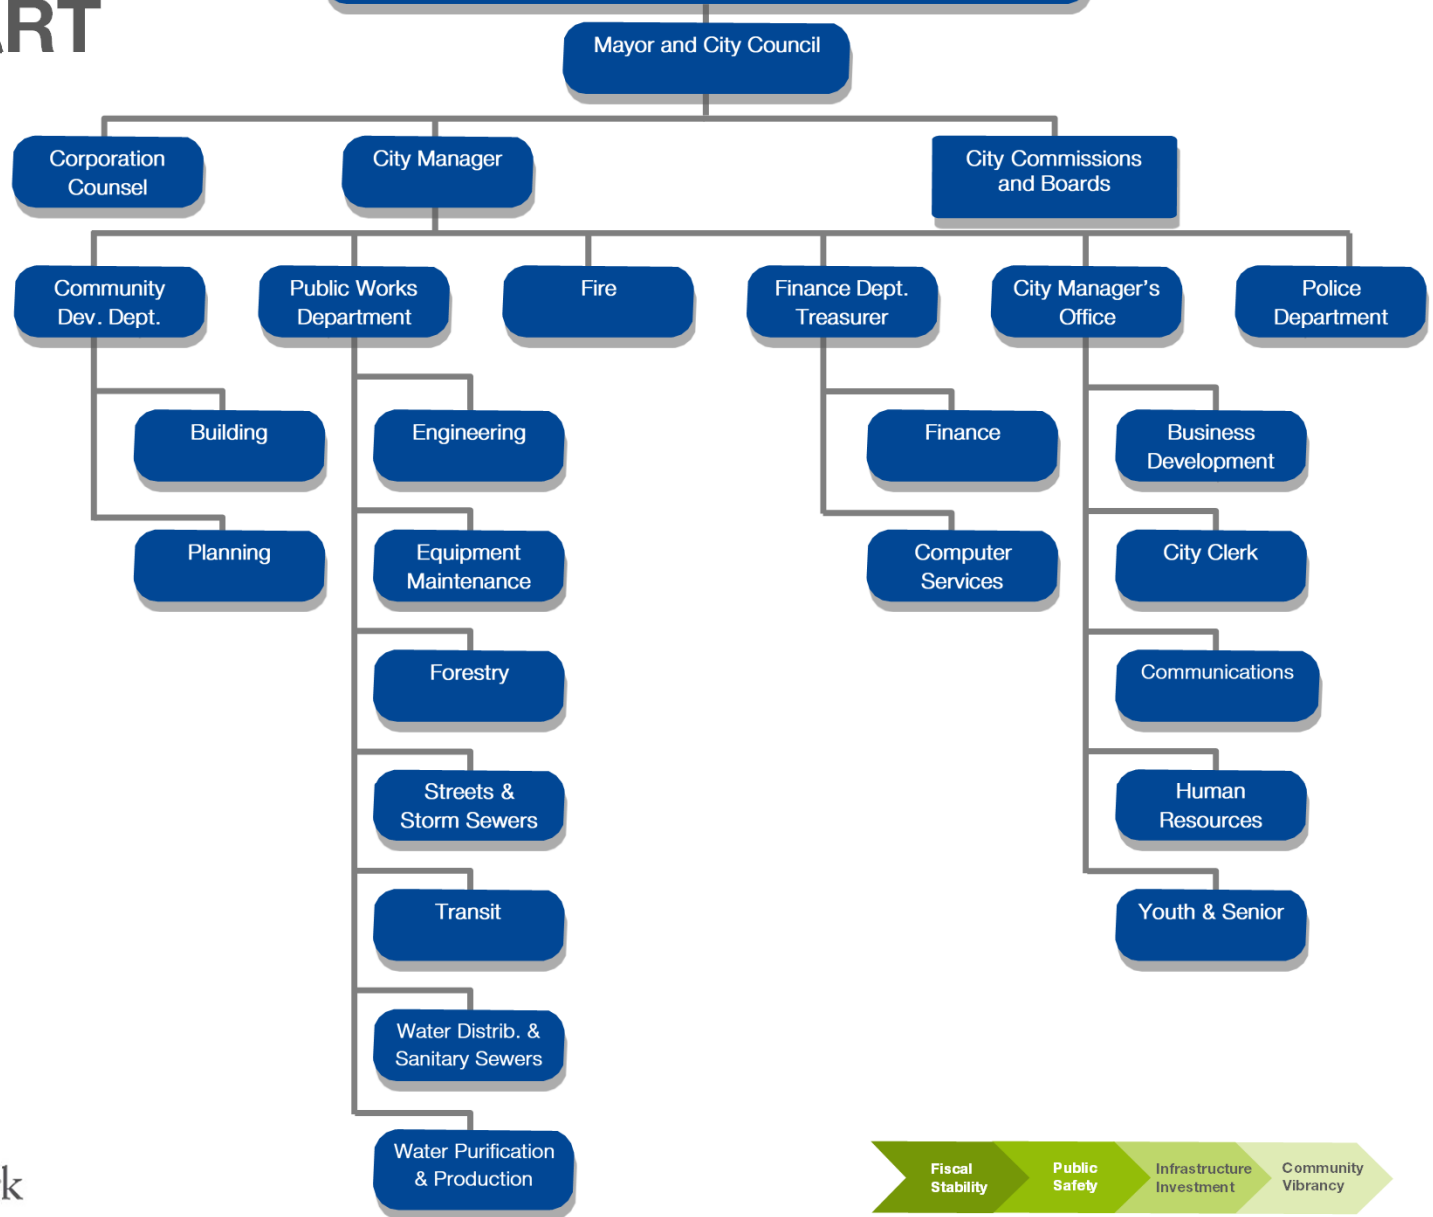 Mayor and City Council
Corporation
Counsel
City Manager
City Commissions
and Boards
Community
Dev. Dept.
Public Works
Department
Fire
Finance Dept.
Treasurer
City Manager's
Office
Police
Department
Building
Engineering
Finance
Business
Development
Planning
Equipment
Maintenance
Computer
Services
City Clerk
Forestry
Communications
Streets &
Storm Sewers
Human
Resources
Transit
Youth & Senior
Water Distrib. &
Sanitary Sewers
Water Purification
& Production
Fiscal
Stability
Public
Safety
Infrastructure
Investment
Community
Vibrancy